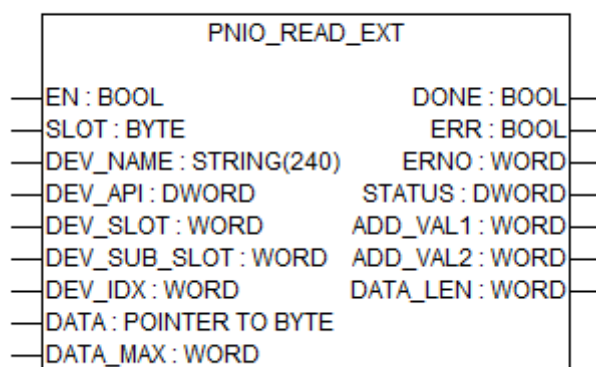 PNIO_READ_EXT
EN : BOOL DONE : BOOL
SLOT : BYTE ERR : BOOL
DEV_NAME : STRING(240) ERNO : WORD
DEV_API : DWORD STATUS : DWORD
DEV_SLOT : WORD ADD_VAL1 : WORD
DEV_SUB_SLOT : WORD ADD_VAL2 : WORD
DEV_IDX : WORD DATA_LEN : WORD
DATA : POINTER TO BYTE
DATA_MAX : WORD